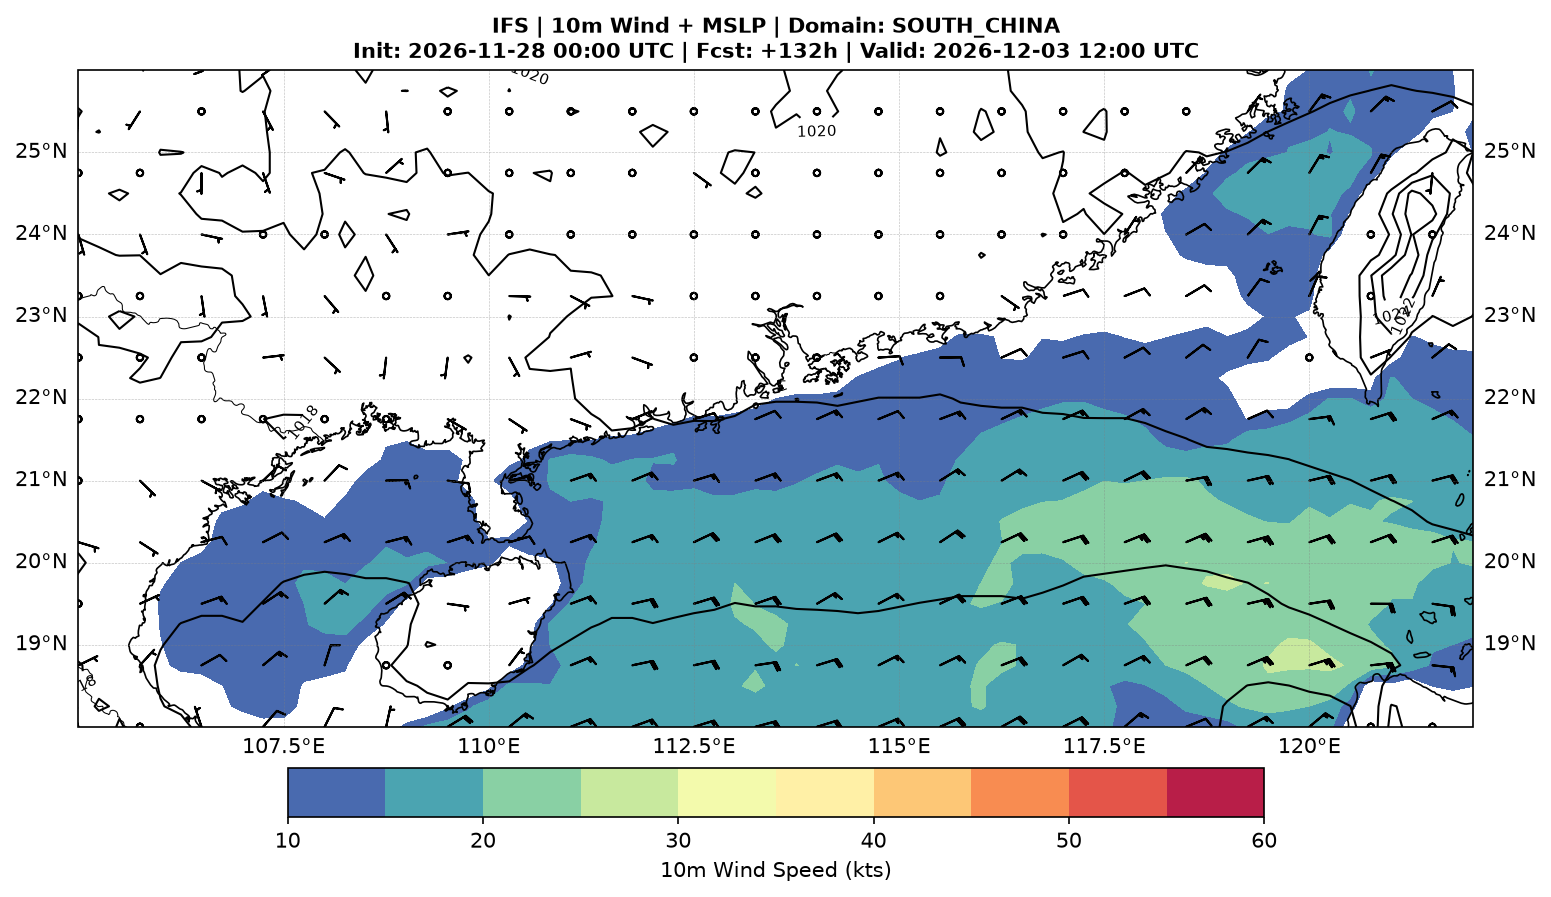 IFS | 10m Wind + MSLP | Domain: SOUTH_CHINA
Init: 2026-11-28 00:00 UTC | Fcst: +132h | Valid: 2026-12-03 12:00 UTC
1020
1020
25°N 25°N
24°N 24°N
23°N 23°N
1022
1022
22°N 22°N
1018
21°N 21°N
20°N 20°N
19°N 19°N
107.5°E 110°E 112.5°E 115°E 117.5°E 120°E
10 20 30 40 50 60
10m Wind Speed (kts)